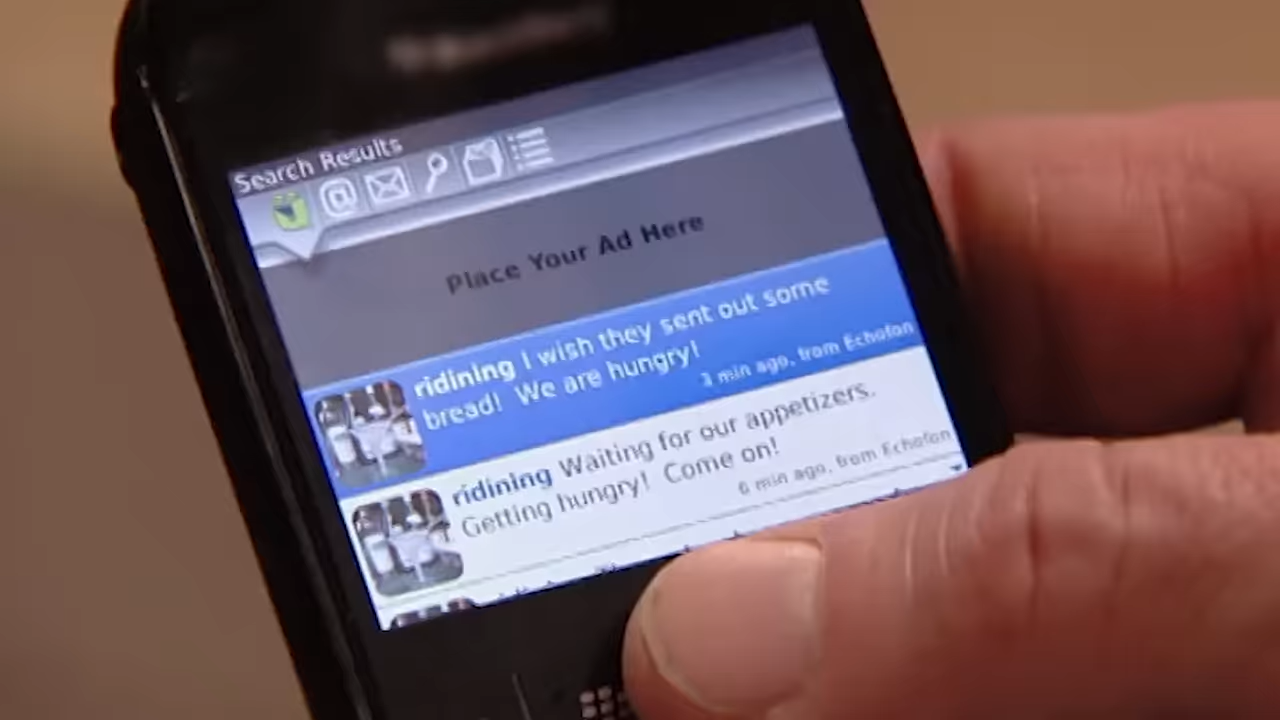 Search Results
Place Your Ad Here
ridining I wish they sent out some
bread! We are hungry!
3 min ago, from Echofon
ridining Waiting for our appetizers.
Getting hungry! Come on!
6 min ago, from Echofon